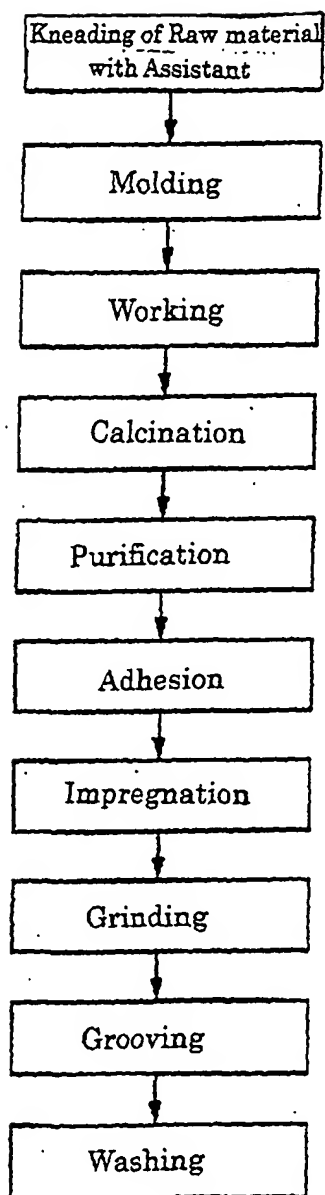 Kneading of Raw material
with Assistant
Molding
Working
Calcination
Purification
Adhesion
Impregnation
Grinding
Grooving
Washing